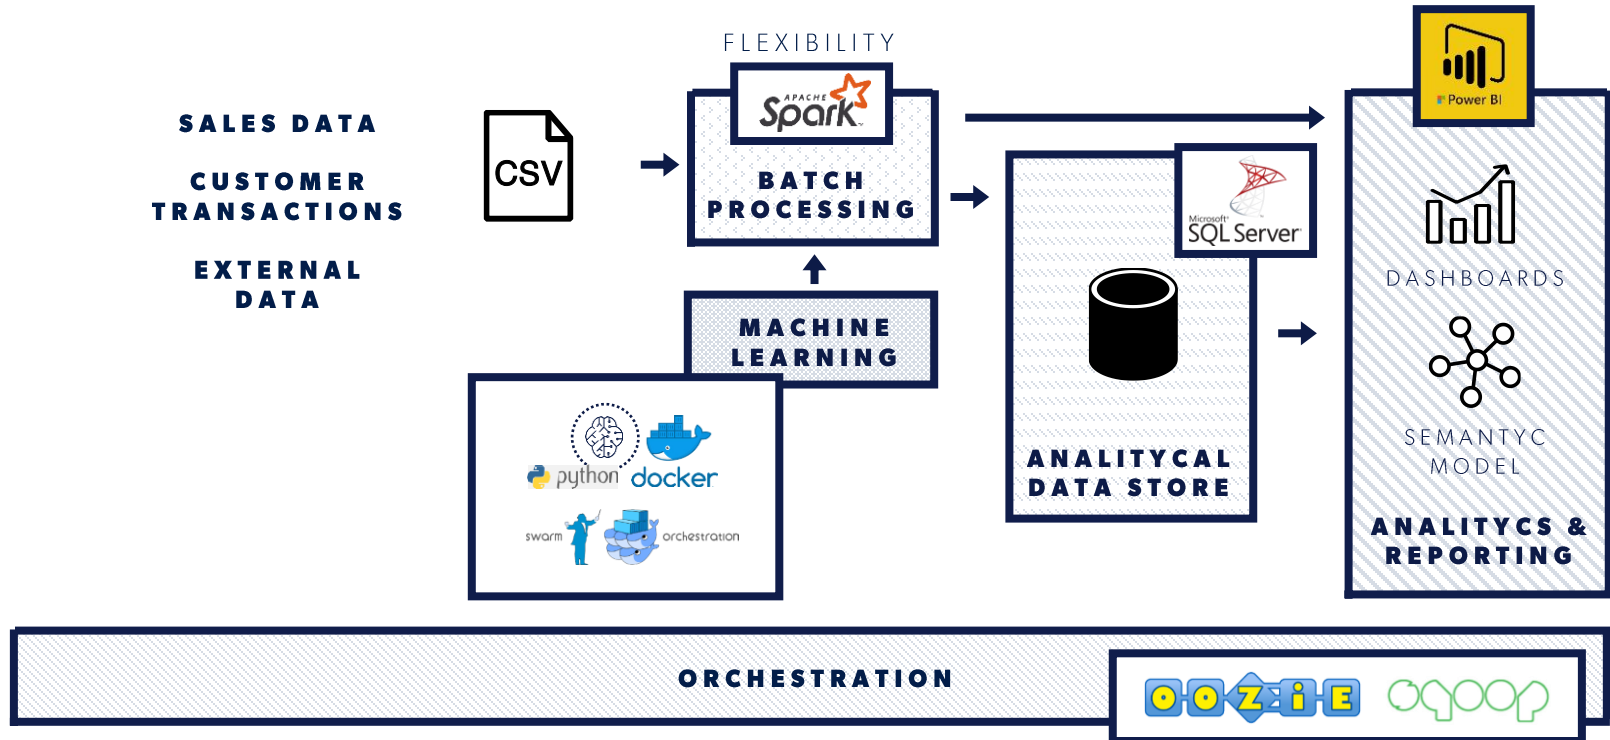 FLEXIBILITY
APACHE
Spark™
SALES DATA
CUSTOMER
TRANSACTIONS
EXTERNAL
DATA
CSV
BATCH
PROCESSING
MACHINE
LEARNING
python
docker
swarm
orchestration
Microsoft®
SQL Server
ANALITYCAL
DATA STORE
Power BI
DASHBOARDS
SEMANTYC
MODEL
ANALITYCS &
REPORTING
ORCHESTRATION
OOZiE
sqoop